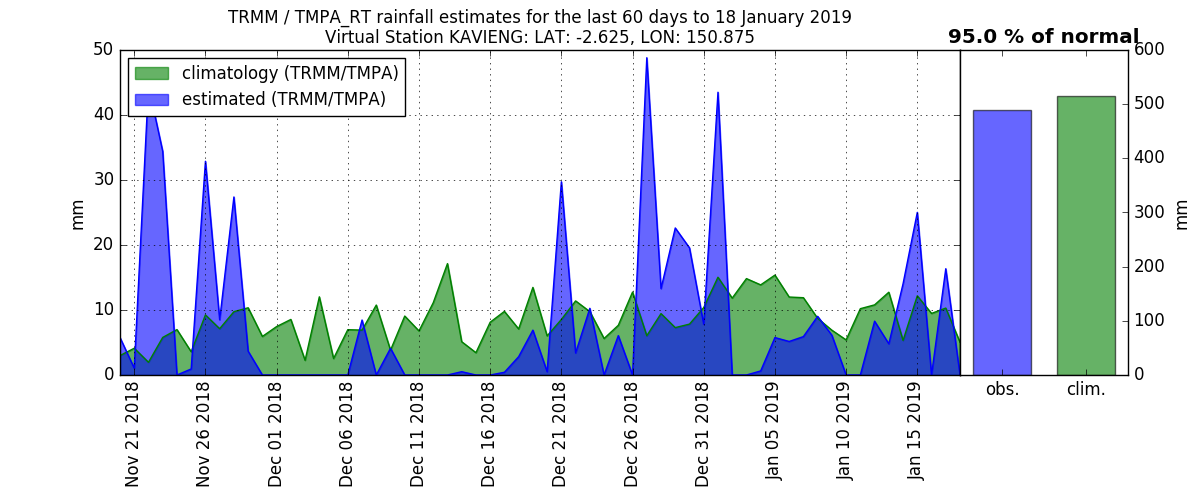 TRMM / TMPA_RT rainfall estimates for the last 60 days to 18 January 2019
Virtual Station KAVIENG: LAT: -2.625, LON: 150.875
95.0 % of normal
climatology (TRMM/TMPA)
estimated (TRMM/TMPA)
50
40
30
20
10
0
mm
600
500
400
300
200
100
0
mm
Nov 21 2018
Nov 26 2018
Dec 01 2018
Dec 06 2018
Dec 11 2018
Dec 16 2018
Dec 21 2018
Dec 26 2018
Dec 31 2018
Jan 05 2019
Jan 10 2019
Jan 15 2019
obs.
clim.